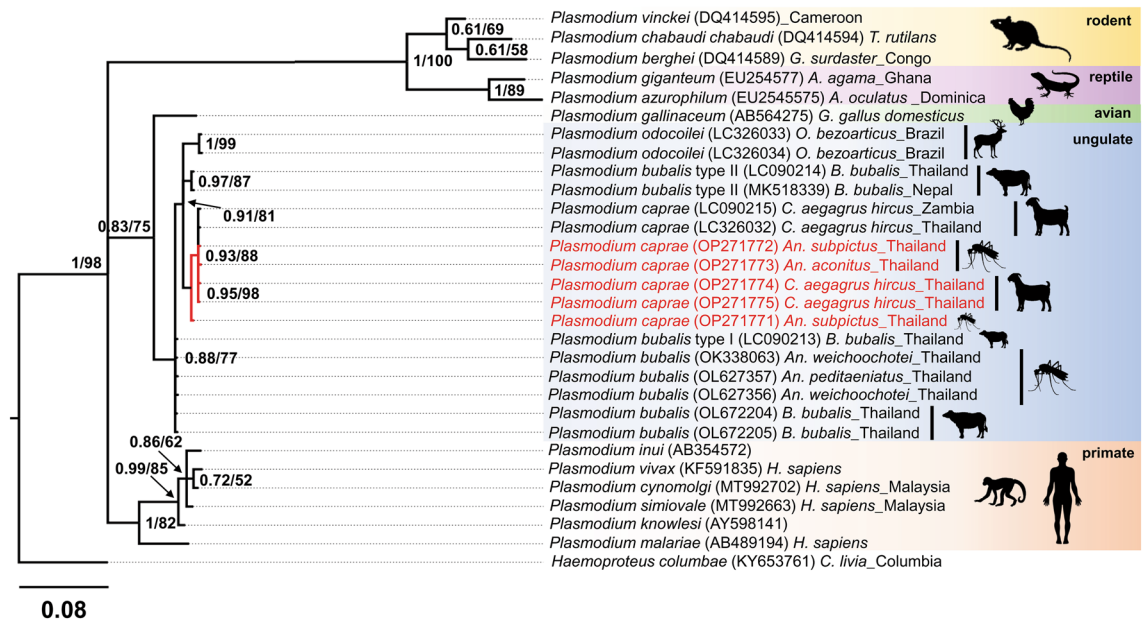 Plasmodium vinckei (DQ414595)_Cameroon
rodent
Plasmodium chabaudi chabaudi (DQ414594) T. rutilans
0.61/69
0.61/58
Plasmodium berghei (DQ414589) G. surdaster_Congo
1/100
Plasmodium giganteum (EU254577) A. agama_Ghana
reptile
1/89
Plasmodium azurophilum (EU2545575) A. oculatus _Dominica
Plasmodium gallinaceum (AB564275) G. gallus domesticus
avian
Plasmodium odocoilei (LC326033) O. bezoarticus_Brazil
ungulate
1/99
Plasmodium odocoilei (LC326034) O. bezoarticus_Brazil
Plasmodium bubalis type II (LC090214) B. bubalis_Thailand
0.97/87
Plasmodium bubalis type II (MK518339) B. bubalis_Nepal
Plasmodium caprae (LC090215) C. aegagrus hircus_Zambia
0.91/81
0.83/75
Plasmodium caprae (LC326032) C. aegagrus hircus_Thailand
Plasmodium caprae (OP271772) An. subpictus_Thailand
0.93/88
1/98
Plasmodium caprae (OP271773) An. aconitus_Thailand
Plasmodium caprae (OP271774) C. aegagrus hircus_Thailand
0.95/98
Plasmodium caprae (OP271775) C. aegagrus hircus_Thailand
Plasmodium caprae (OP271771) An. subpictus_Thailand
Plasmodium bubalis type I (LC090213) B. bubalis_Thailand
0.88/77
Plasmodium bubalis (OK338063) An. weichoochotei_Thailand
Plasmodium bubalis (OL627357) An. peditaeniatus_Thailand
Plasmodium bubalis (OL627356) An. weichoochotei_Thailand
Plasmodium bubalis (OL672204) B. bubalis_Thailand
Plasmodium bubalis (OL672205) B. bubalis_Thailand
0.86/62
Plasmodium inui (AB354572)
primate
0.99/85
Plasmodium vivax (KF591835) H. sapiens
0.72/52
Plasmodium cynomolgi (MT992702) H. sapiens_Malaysia
Plasmodium simiovale (MT992663) H. sapiens_Malaysia
1/82
Plasmodium knowlesi (AY598141)
Plasmodium malariae (AB489194) H. sapiens
Haemoproteus columbae (KY653761) C. livia_Columbia
0.08